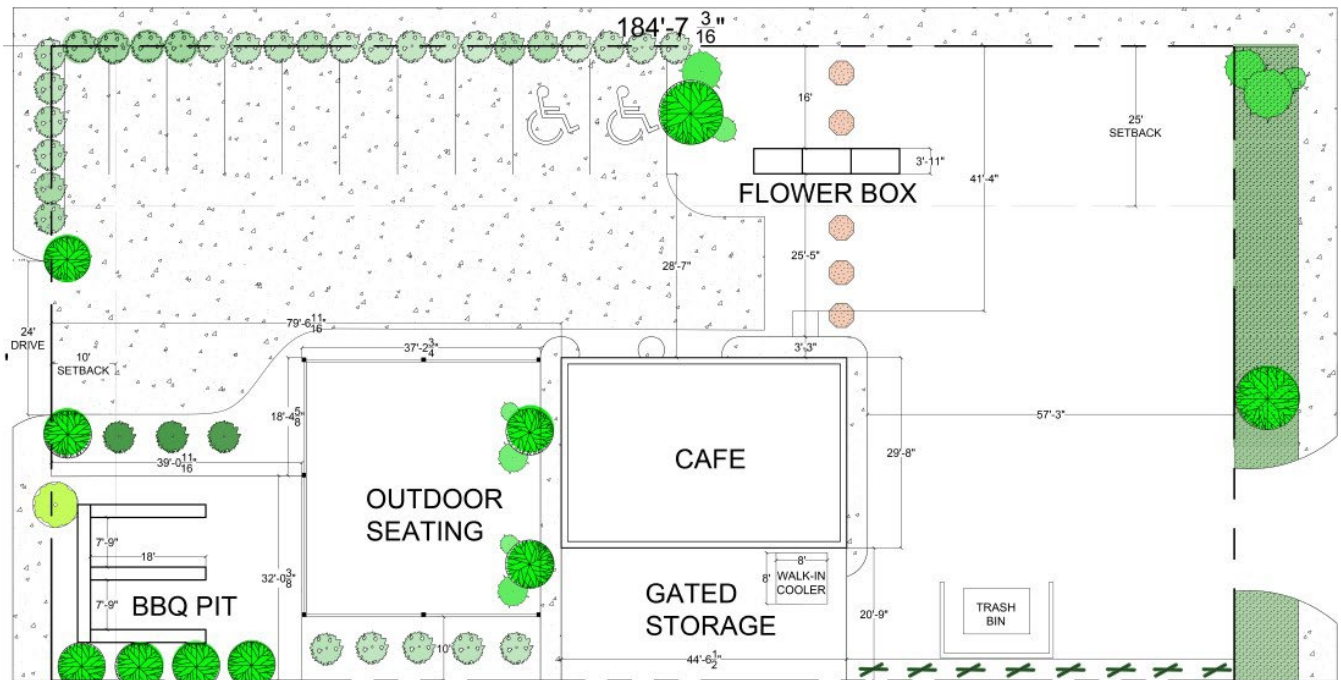 184'-7 3/16"
16'
25'
SETBACK
3'-11"
41'-4"
FLOWER BOX
25'-5"
28'-7"
24'
DRIVE
79'-6 11/16"
10'
SETBACK
37'-2 3/4"
3'-3"
18'-4 5/8"
57'-3"
39'-0 11/16"
CAFE
29'-8"
OUTDOOR
SEATING
7'-9"
18'
32'-0 3/8"
7'-9"
BBQ PIT
8'
8'
WALK-IN
COOLER
GATED
STORAGE
20'-9"
TRASH
BIN
10'
44'-6 1/2"